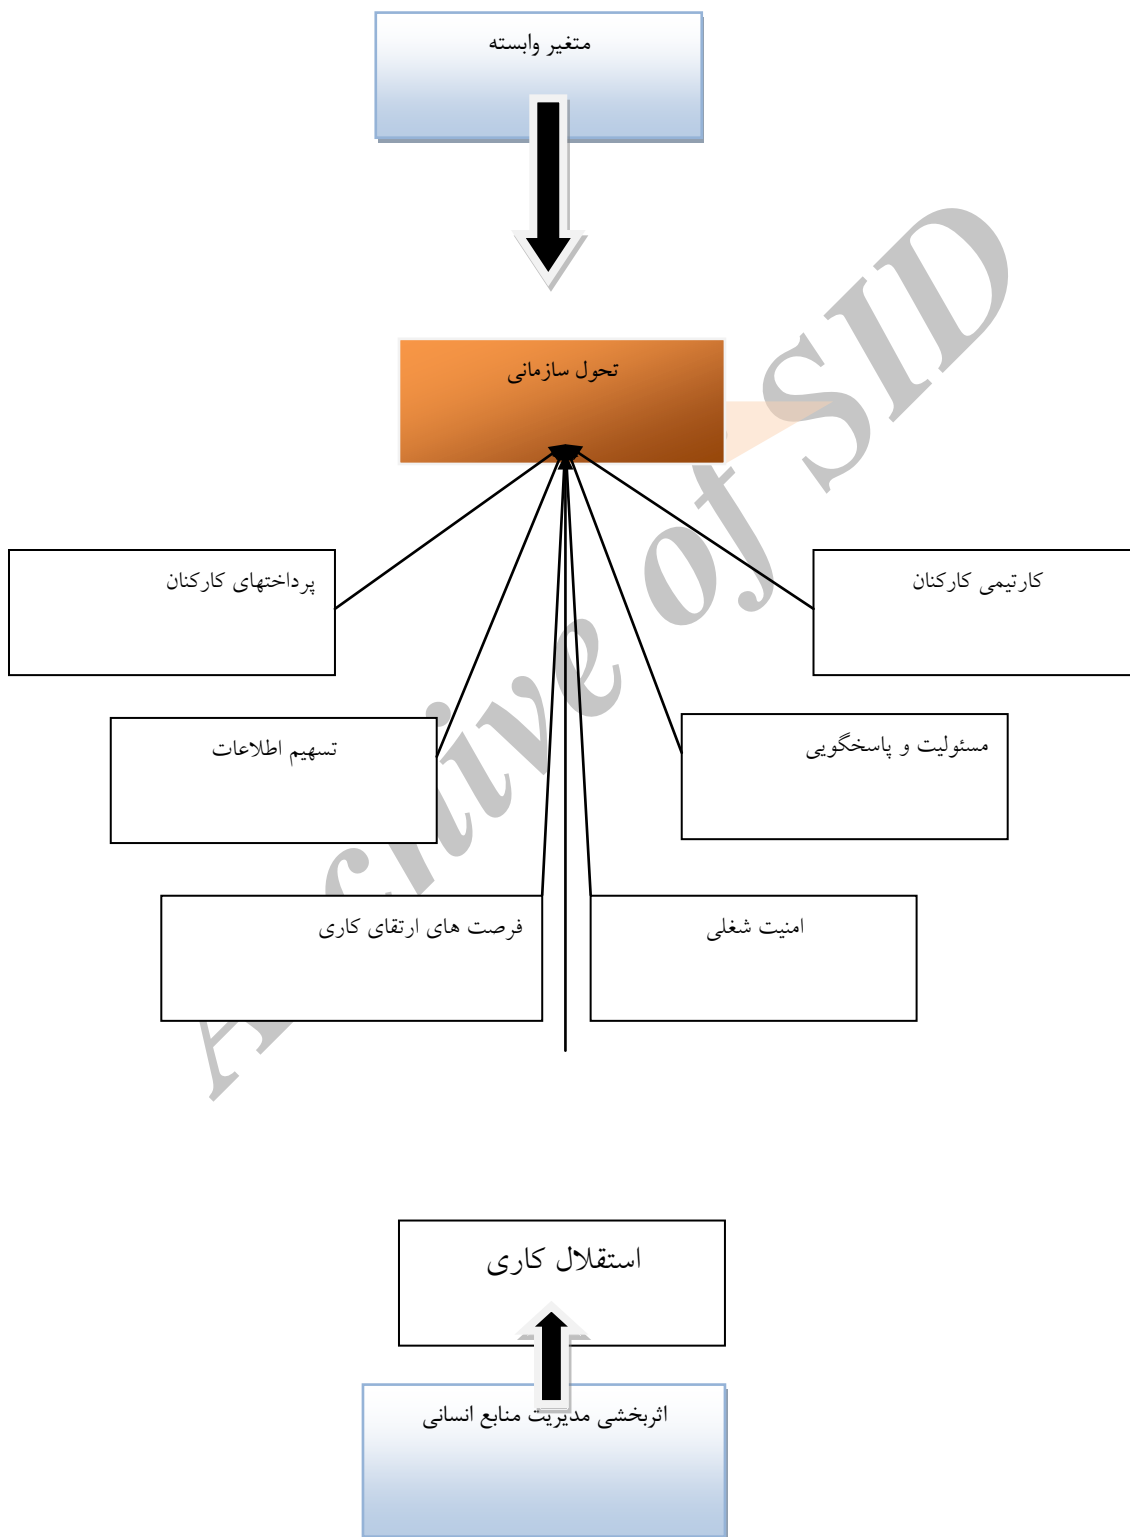 متغیر وابسته
تحول سازمانی
کارتیمی کارکنان
پرداختهای کارکنان
مسئولیت و پاسخگویی
تسهیم اطلاعات
امنیت شغلی
فرصت های ارتقای کاری
استقلال کاری
اثربخشی مدیریت منابع انسانی
Archive of SID